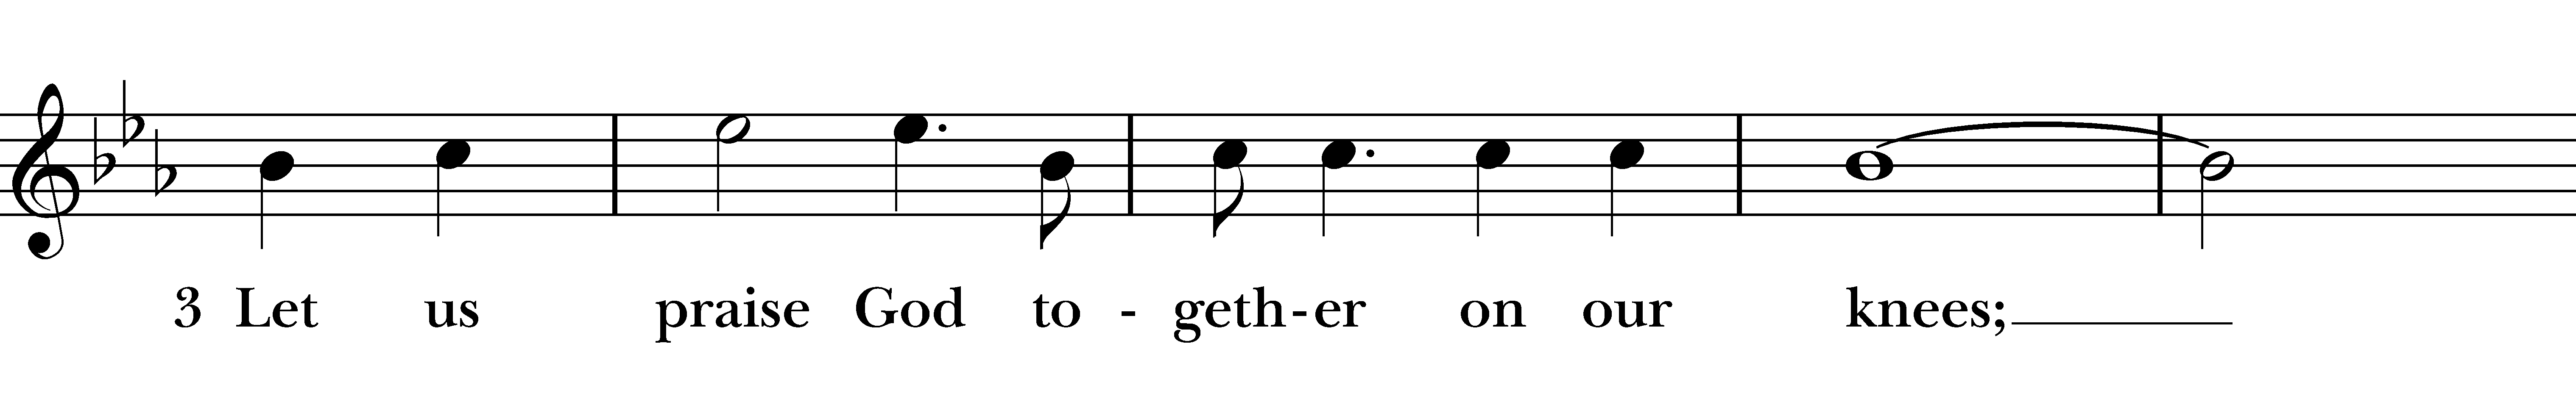 3 Let us praise God to - geth-er on our knees;